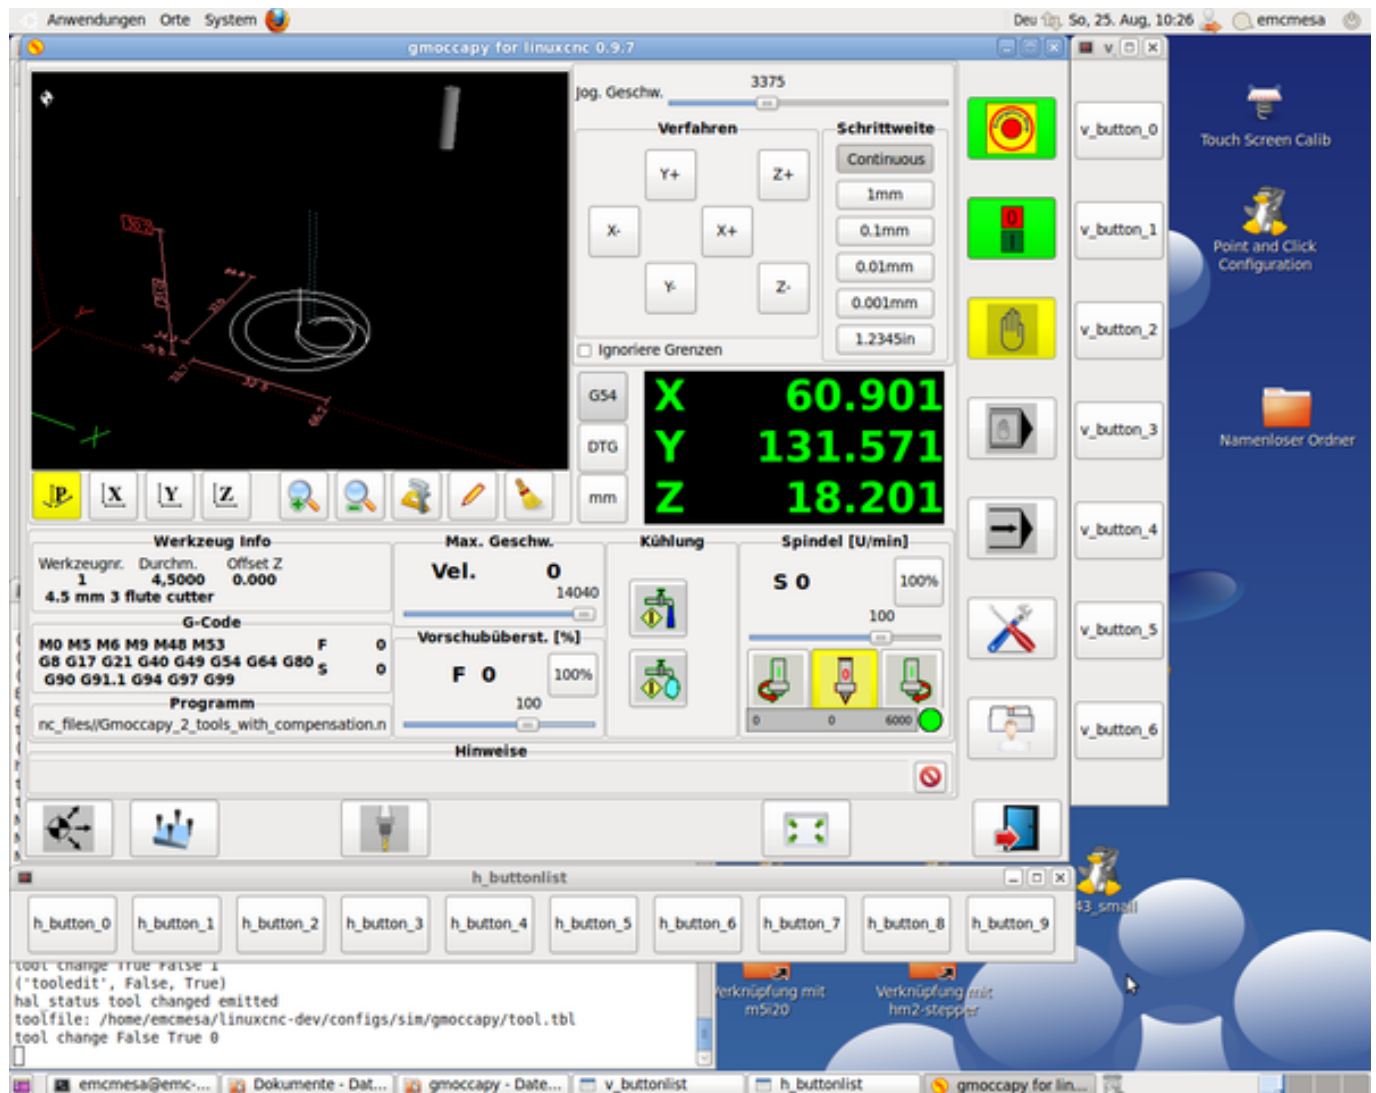 Anwendungen Orte System
Deu So, 25. Aug, 10:26 emcmesa
gmoccapy for linuxcnc 0.9.7
v
Jog. Geschw.
3375
Verfahren
Schrittweite
Y+
Z+
X-
X+
Y-
Z-
Continuous
1mm
0.1mm
0.01mm
0.001mm
1.2345in
Ignoriere Grenzen
G54
DTG
mm
X 60.901
Y 131.571
Z 18.201
P
X
Y
Z
Werkzeug Info
Werkzeugnr. Durchm. Offset Z
1 4,5000 0.000
4.5 mm 3 flute cutter
G-Code
M0 M5 M6 M9 M48 M53
G8 G17 G21 G40 G49 G54 G64 G80
G90 G91.1 G94 G97 G99
F 0
S 0
Programm
nc_files//Gmoccapy_2_tools_with_compensation.n
Max. Geschw.
Vel. 0
14040
Vorschubüberst. [%]
F 0
100%
100
Kühlung
Spindel [U/min]
S 0
100%
100
0 0 6000
Hinweise
v_button_0
v_button_1
v_button_2
v_button_3
v_button_4
v_button_5
v_button_6
Touch Screen Calib
Point and Click
Configuration
Namenloser Ordner
43_small
h_buttonlist
h_button_0
h_button_1
h_button_2
h_button_3
h_button_4
h_button_5
h_button_6
h_button_7
h_button_8
h_button_9
tool change True False 1
('tooledit', False, True)
hal_status tool changed emitted
toolfile: /home/emcmesa/linuxcnc-dev/configs/sim/gmoccapy/tool.tbl
tool change False True 0
Verknüpfung mit
m5i20
Verknüpfung mit
hm2-stepper
emcmesa@emc-...
Dokumente - Dat...
gmoccapy - Date...
v_buttonlist
h_buttonlist
gmoccapy for lin...